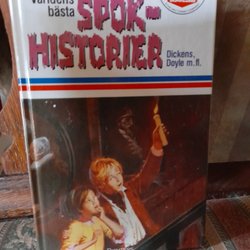 Världens
bästa
SPÖK-
HISTORIER
Dickens,
Doyle m.fl.